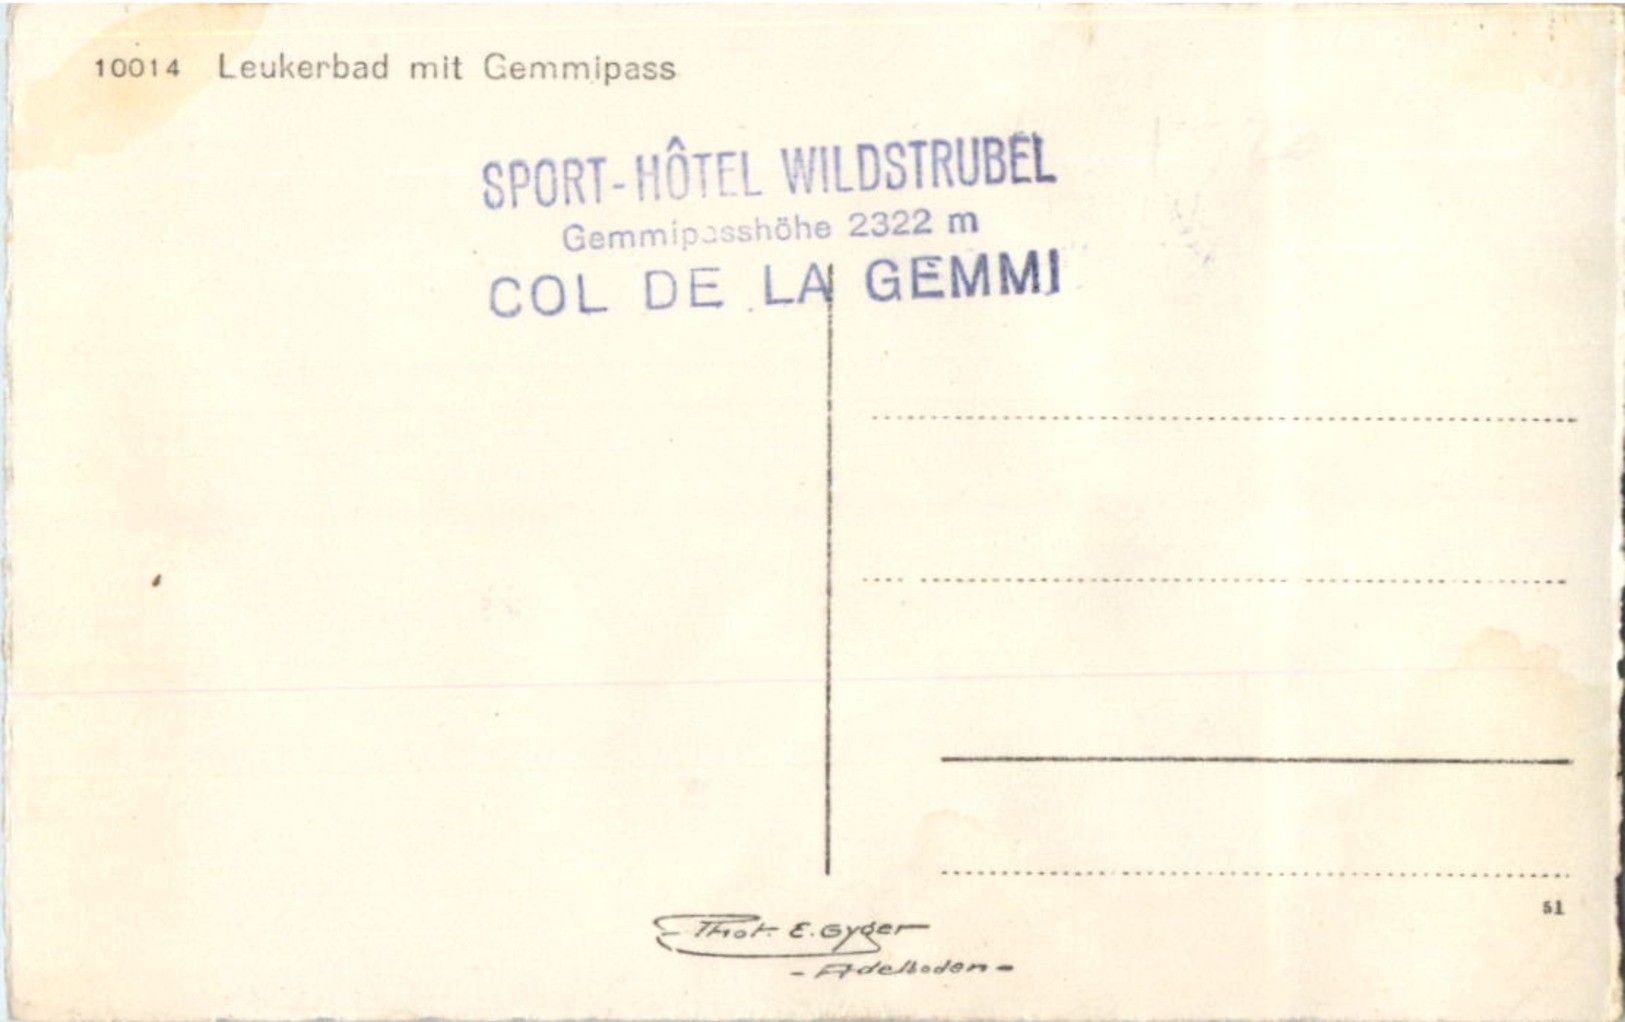 10014 Leukerbad mit Gemmipass
SPORT-HÔTEL WILDSTRUBEL
Gemmipasshöhe 2322 m
COL DE LA GEMMI
51
Phot. E. Gyger
- Adelboden -